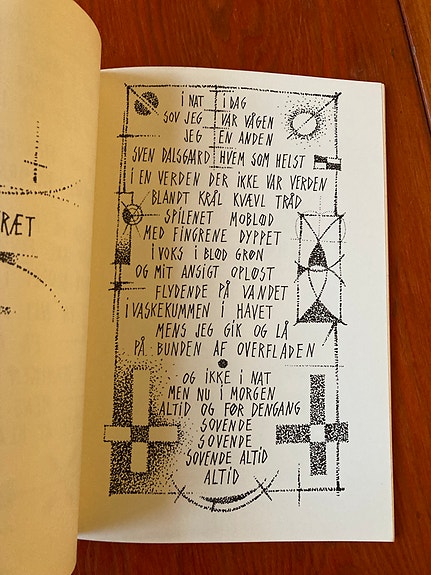 RÆT
I NAT I DAG
SOV JEG VAR VÅGEN
JEG EN ANDEN
SVEN DALSGAARD HVEM SOM HELST
I EN VERDEN DER IKKE VAR VERDEN
BLANDT KRÅL KVÆVL TRÅD
SPILENET MOBLØD
MED FINGRENE DYPPET
I VOKS I BLOD GRØN
OG MIT ANSIGT OPLØST
FLYDENDE PÅ VANDET
I VASKEKUMMEN I HAVET
MENS JEG GIK OG LÅ
PÅ BUNDEN AF OVERFLADEN
OG IKKE I NAT
MEN NU I MORGEN
ALTID OG FØR DENGANG
SOVENDE
SOVENDE
SOVENDE ALTID
ALTID